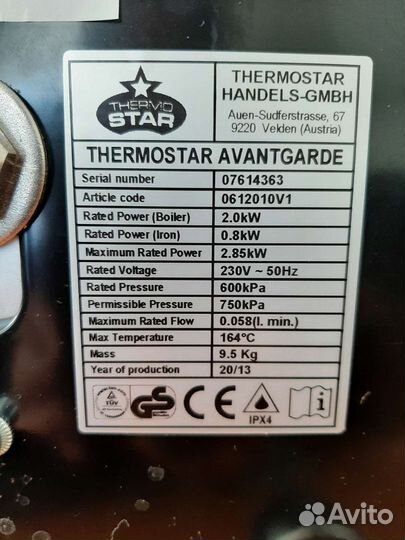 THERMO
STAR
THERMOSTAR
HANDELS-GMBH
Auen-Sudferstrasse, 67
9220 Velden (Austria)
THERMOSTAR AVANTGARDE
Serial number 07614363
Article code 0612010V1
Rated Power (Boiler) 2.0kW
Rated Power (Iron) 0.8kW
Maximum Rated Power 2.85kW
Rated Voltage 230V ~ 50Hz
Rated Pressure 600kPa
Permissible Pressure 750kPa
Maximum Rated Flow 0.058(l. min.)
Max Temperature 164°C
Mass 9.5 Kg
Year of production 20/13
TÜV
GS
CE
IPX4
i
Avito